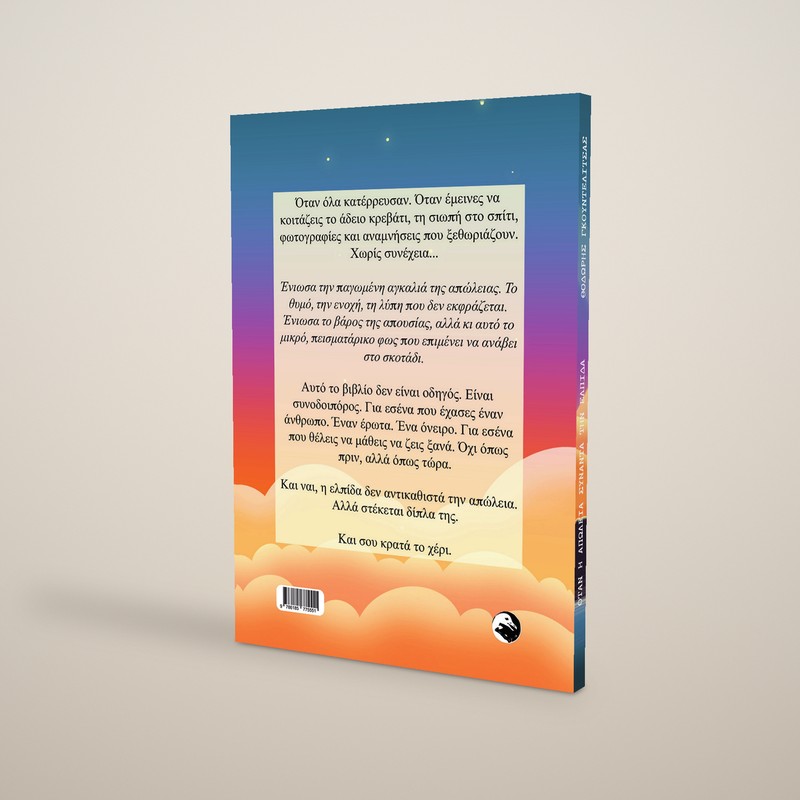 Όταν όλα κατέρρευσαν. Όταν έμεινες να
κοιτάζεις το άδειο κρεβάτι, τη σιωπή στο σπίτι,
φωτογραφίες και αναμνήσεις που ξεθωριάζουν.
Χωρίς συνέχεια...
Ένιωσα την παγωμένη αγκαλιά της απώλειας. Το
θυμό, την ενοχή, τη λύπη που δεν εκφράζεται.
Ένιωσα το βάρος της απουσίας, αλλά κι αυτό το
μικρό, πεισματάρικο φως που επιμένει να ανάβει
στο σκοτάδι.
Αυτό το βιβλίο δεν είναι οδηγός. Είναι
συνοδοιπόρος. Για εσένα που έχασες έναν
άνθρωπο. Έναν έρωτα. Ένα όνειρο. Για εσένα
που θέλεις να μάθεις να ζεις ξανά. Όχι όπως
πριν, αλλά όπως τώρα.
Και ναι, η ελπίδα δεν αντικαθιστά την απώλεια.
Αλλά στέκεται δίπλα της.
Και σου κρατά το χέρι.
ΟΤΑΝ Η ΑΠΩΛΕΙΑ ΣΥΝΑΝΤΑ ΤΗΝ ΕΛΠΙΔΑ
ΘΟΔΩΡΗΣ ΓΚΟΥΝΤΕΛΙΤΣΑΣ